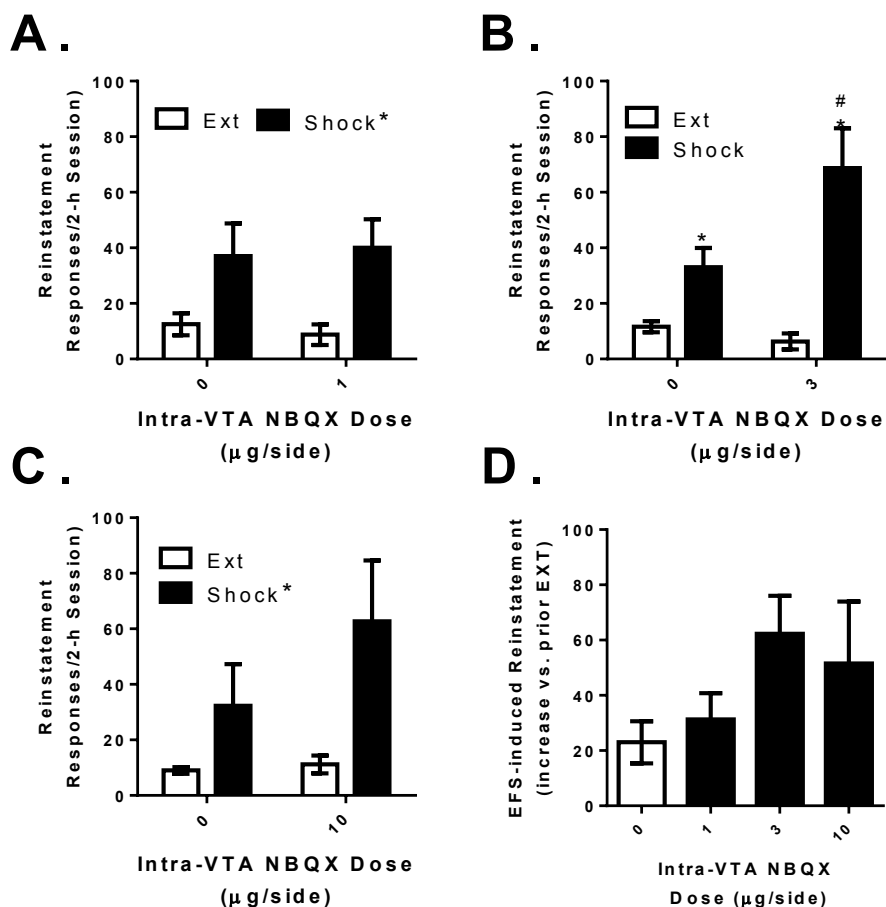 A.
Reinstatement
Responses/2-h Session)
100
80
60
40
20
0
Ext Shock*
0 1
Intra-VTA NBQX Dose
(µg/side)
B.
Reinstatement
Responses/2-h Session)
100
80
60
40
20
0
Ext
Shock
*
#
*
0 3
Intra-VTA NBQX Dose
(µg/side)
C.
Reinstatement
Responses/2-h Session)
100
80
60
40
20
0
Ext
Shock*
0 10
Intra-VTA NBQX Dose
(µg/side)
D.
EFS-induced Reinstatement
(increase vs. prior EXT)
100
80
60
40
20
0
0 1 3 10
Intra-VTA NBQX
Dose (µg/side)